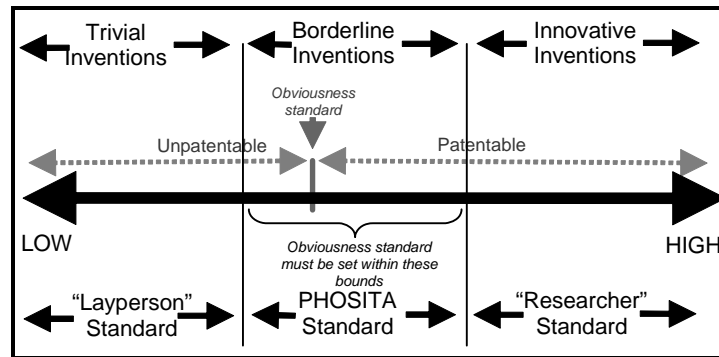 Trivial
Inventions
Borderline
Inventions
Innovative
Inventions
Obviousness
standard
Unpatentable
Patentable
LOW
HIGH
Obviousness standard
must be set within these
bounds
“Layperson”
Standard
PHOSITA
Standard
“Researcher”
Standard